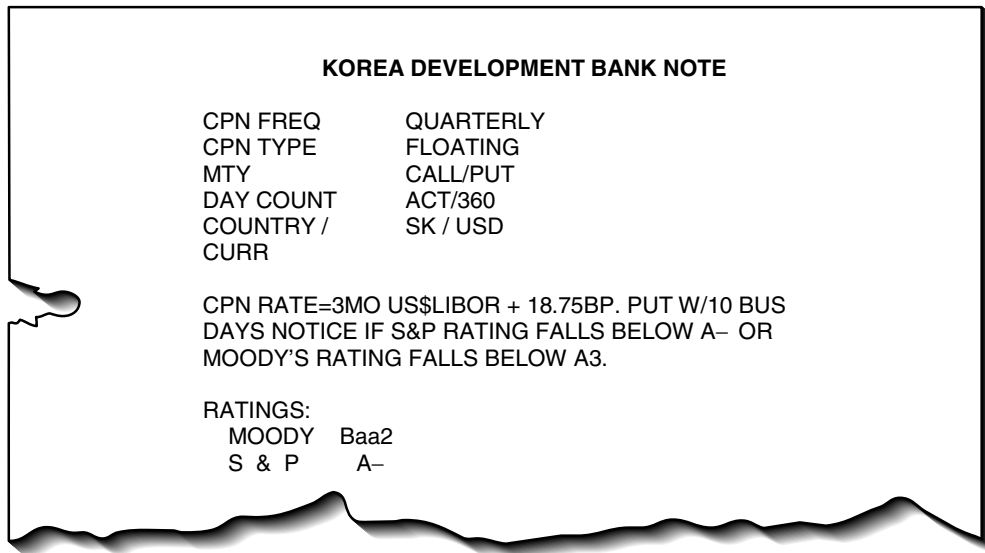 KOREA DEVELOPMENT BANK NOTE
CPN FREQ QUARTERLY
CPN TYPE FLOATING
MTY CALL/PUT
DAY COUNT ACT/360
COUNTRY / SK / USD
CURR
CPN RATE=3MO US$LIBOR + 18.75BP. PUT W/10 BUS
DAYS NOTICE IF S&P RATING FALLS BELOW A– OR
MOODY'S RATING FALLS BELOW A3.
RATINGS:
MOODY Baa2
S & P A–